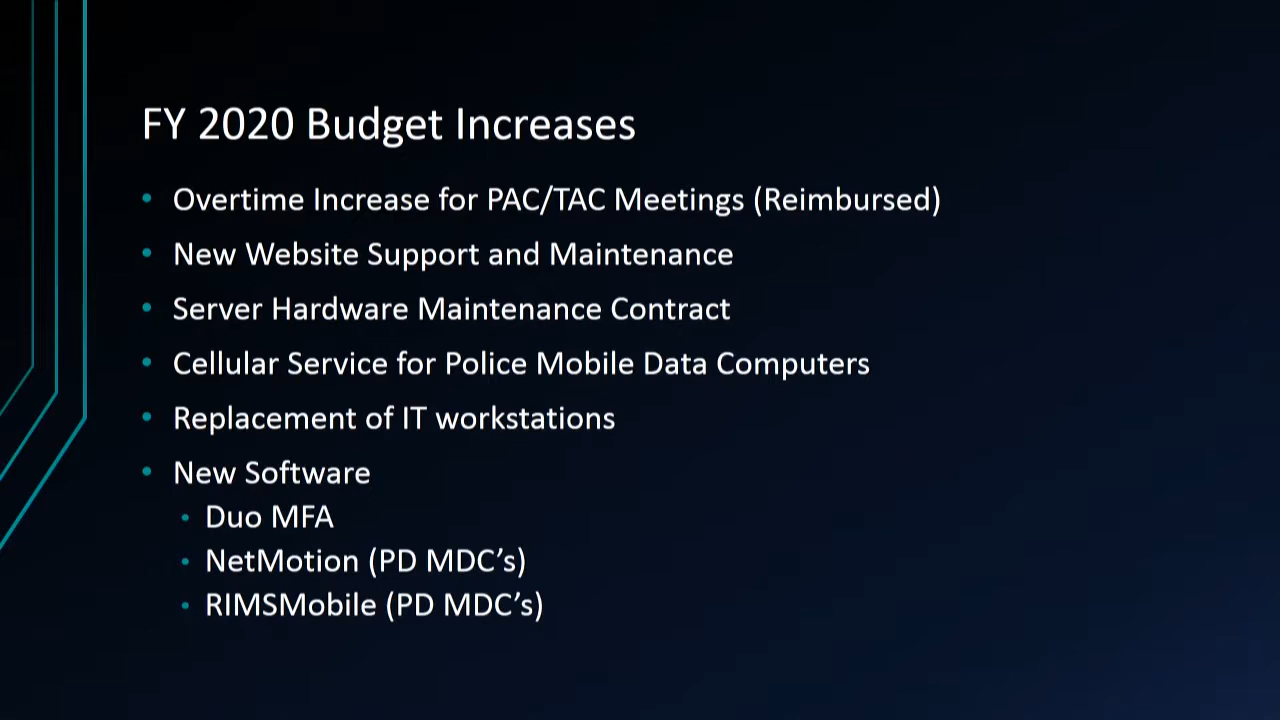 FY 2020 Budget Increases
• Overtime Increase for PAC/TAC Meetings (Reimbursed)
• New Website Support and Maintenance
• Server Hardware Maintenance Contract
• Cellular Service for Police Mobile Data Computers
• Replacement of IT workstations
• New Software
• Duo MFA
• NetMotion (PD MDC’s)
• RIMSMobile (PD MDC’s)